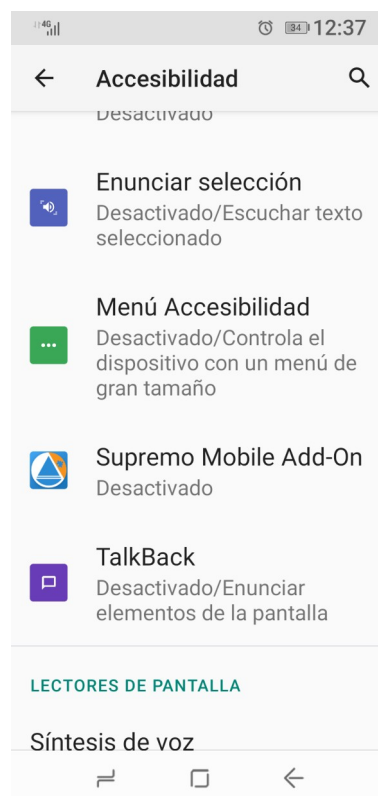 4G 34 12:37
Accesibilidad
Desactivado
Enunciar selección
Desactivado/Escuchar texto
seleccionado
Menú Accesibilidad
Desactivado/Controla el
dispositivo con un menú de
gran tamaño
Supremo Mobile Add-On
Desactivado
TalkBack
Desactivado/Enunciar
elementos de la pantalla
LECTORES DE PANTALLA
Síntesis de voz